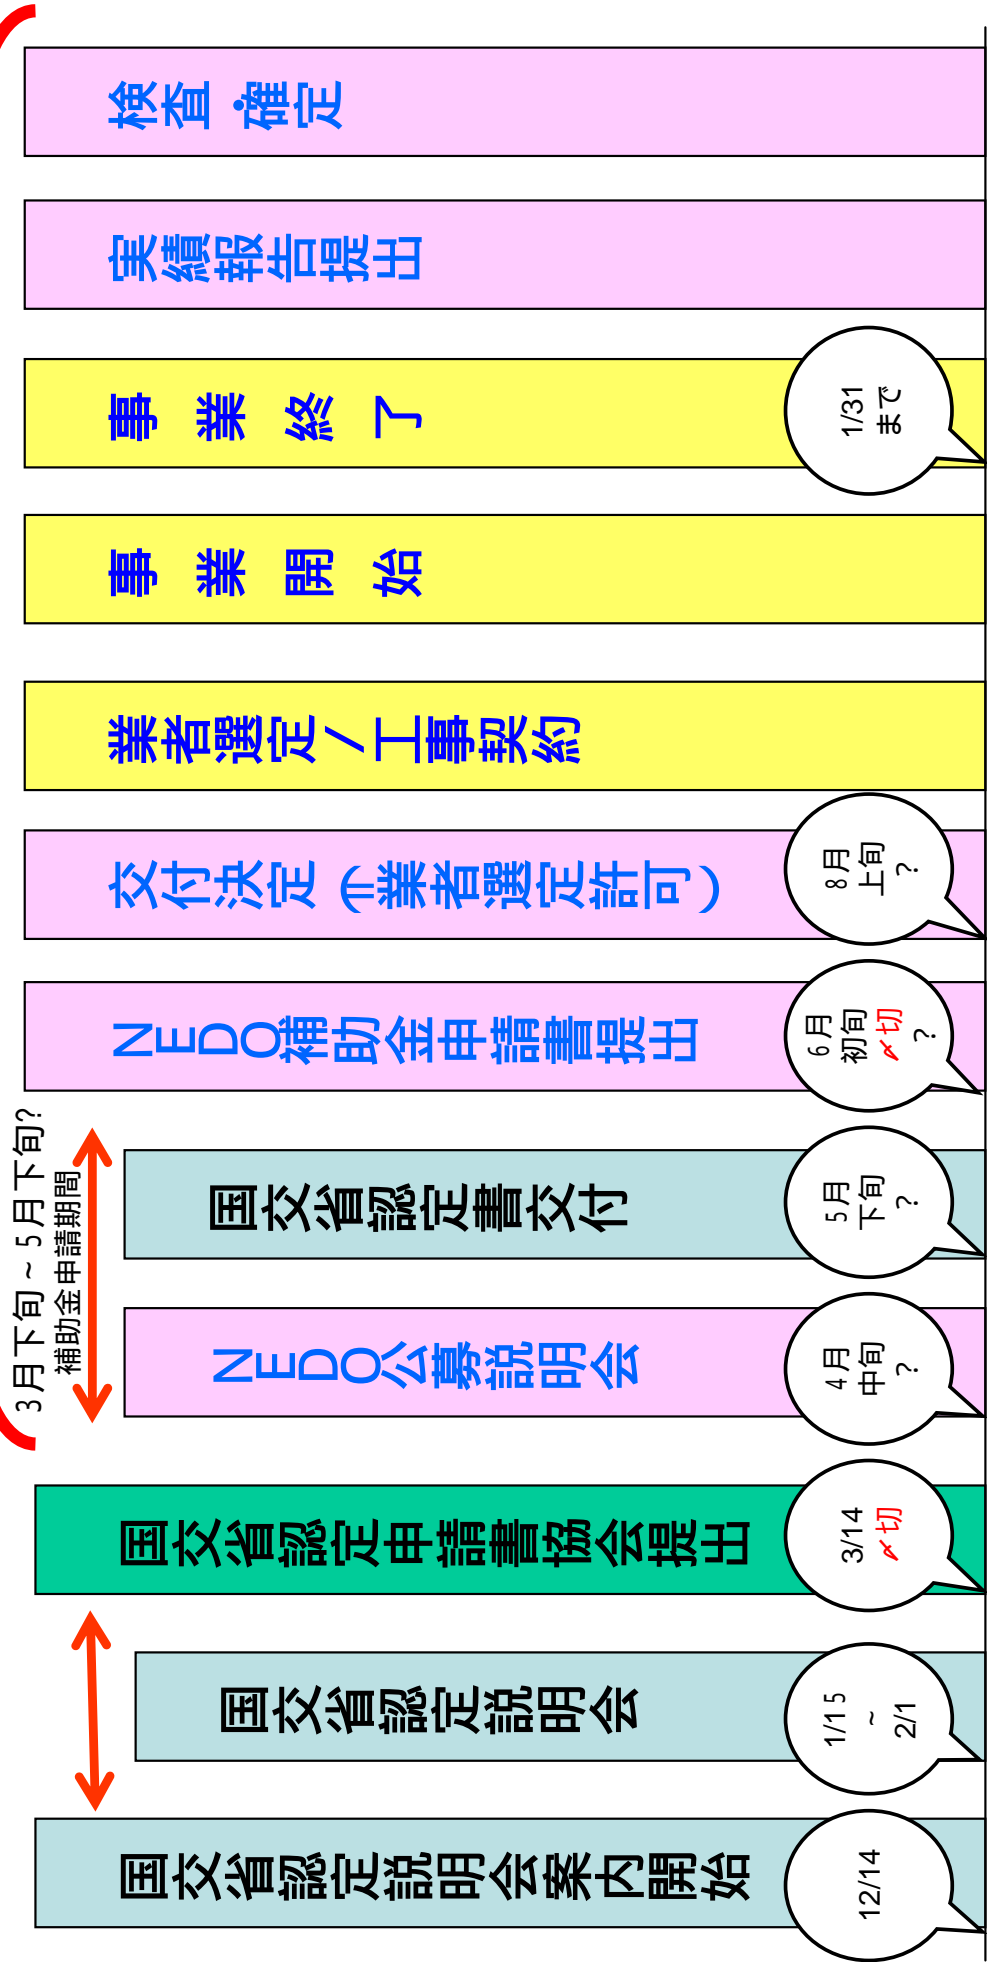 国交省認定説明会案内開始
12/14
国交省認定説明会
1/15
~
2/1
国交省認定申請書協会提出
3/14
〆切
3月下旬~5月下旬?
補助金申請期間
NEDO公募説明会
4月
中旬
?
国交省認定書交付
5月
下旬
?
NEDO補助金申請書提出
6月
初旬
〆切
?
交付決定(⇒業者選定許可)
8月
上旬
?
業者選定/工事契約
事業開始
事業終了
1/31
まで
実績報告提出
検査・確定